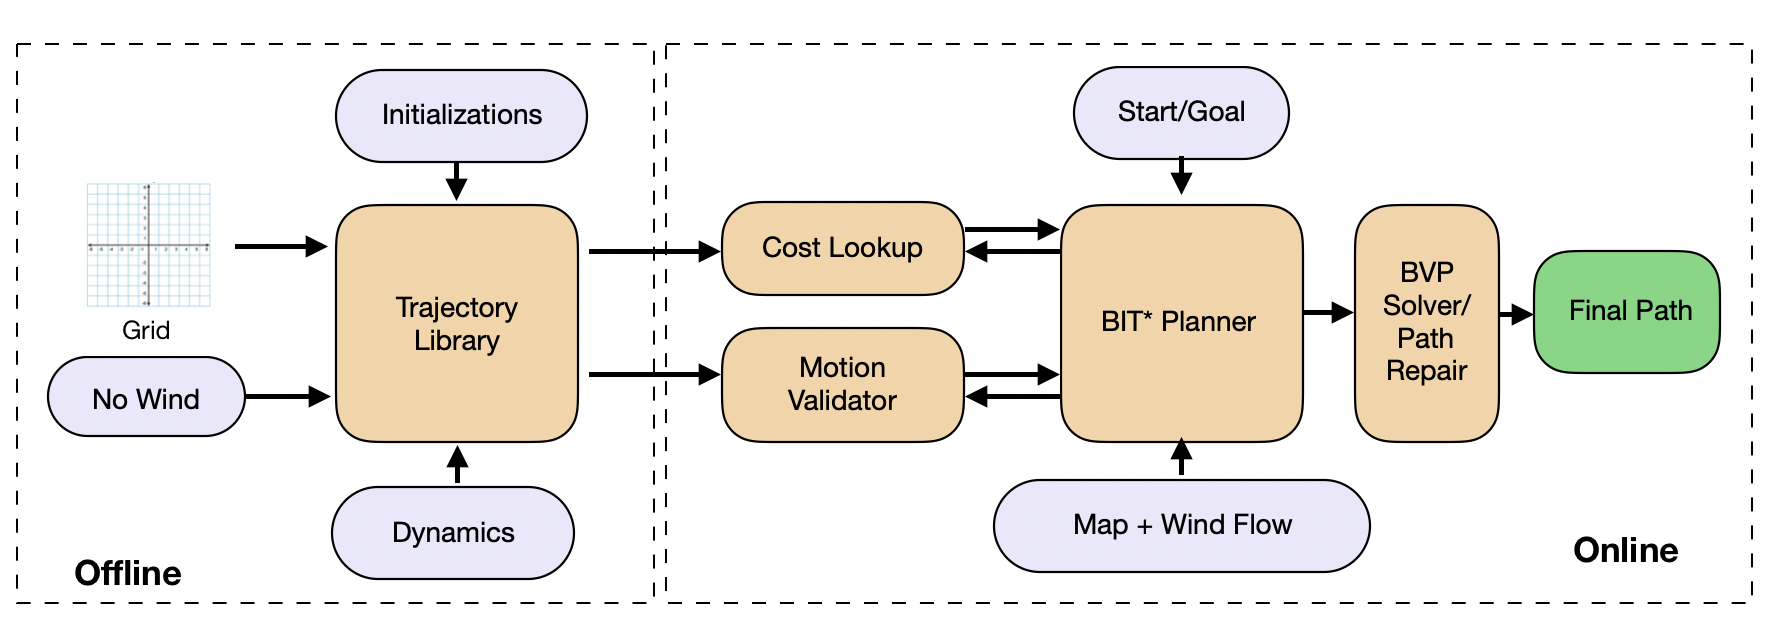 Initializations
Grid
No Wind
Trajectory
Library
Dynamics
Offline
Start/Goal
Cost Lookup
Motion
Validator
BIT* Planner
Map + Wind Flow
BVP
Solver/
Path
Repair
Final Path
Online